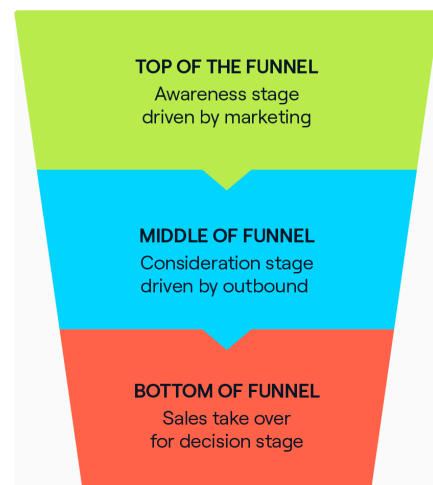 TOP OF THE FUNNEL
Awareness stage
driven by marketing
MIDDLE OF FUNNEL
Consideration stage
driven by outbound
BOTTOM OF FUNNEL
Sales take over
for decision stage